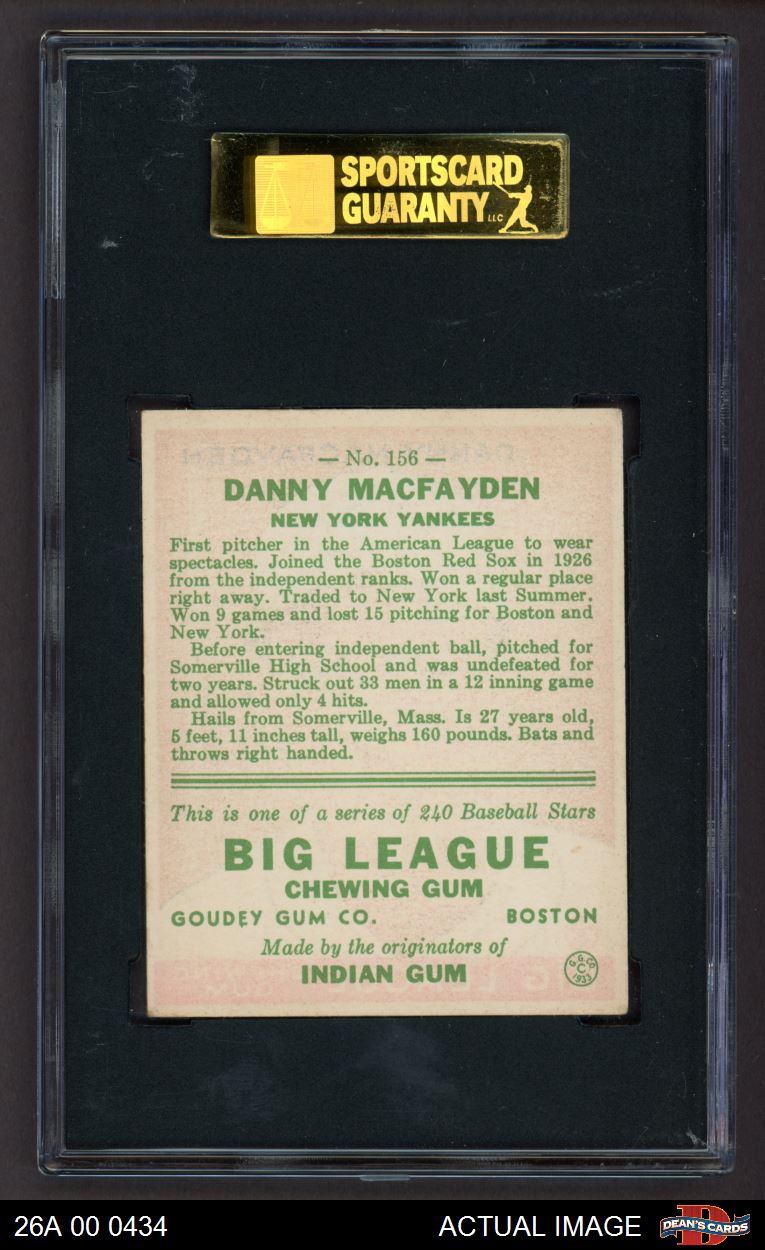 SPORTSCARD
GUARANTY LLC
— No. 156 —
DANNY MACFAYDEN
NEW YORK YANKEES
First pitcher in the American League to wear
spectacles. Joined the Boston Red Sox in 1926
from the independent ranks. Won a regular place
right away. Traded to New York last Summer.
Won 9 games and lost 15 pitching for Boston and
New York.
Before entering independent ball, pitched for
Somerville High School and was undefeated for
two years. Struck out 33 men in a 12 inning game
and allowed only 4 hits.
Hails from Somerville, Mass. Is 27 years old,
5 feet, 11 inches tall, weighs 160 pounds. Bats and
throws right handed.
This is one of a series of 240 Baseball Stars
BIG LEAGUE
CHEWING GUM
GOUDEY GUM CO. BOSTON
Made by the originators of
INDIAN GUM
G. G. Co.
C
1933
26A 00 0434 ACTUAL IMAGE DEAN'S CARDS